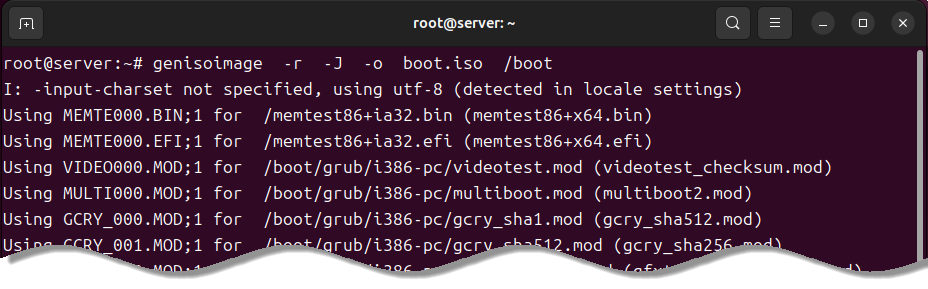 root@server: ~
root@server:~# genisoimage -r -J -o boot.iso /boot
I: -input-charset not specified, using utf-8 (detected in locale settings)
Using MEMTE000.BIN;1 for /memtest86+ia32.bin (memtest86+x64.bin)
Using MEMTE000.EFI;1 for /memtest86+ia32.efi (memtest86+x64.efi)
Using VIDEO000.MOD;1 for /boot/grub/i386-pc/videotest.mod (videotest_checksum.mod)
Using MULTI000.MOD;1 for /boot/grub/i386-pc/multiboot.mod (multiboot2.mod)
Using GCRY_000.MOD;1 for /boot/grub/i386-pc/gcry_sha1.mod (gcry_sha512.mod)
Using GCRY_001.MOD;1 for /boot/grub/i386-pc/gcry_sha512.mod (gcry_sha256.mod)